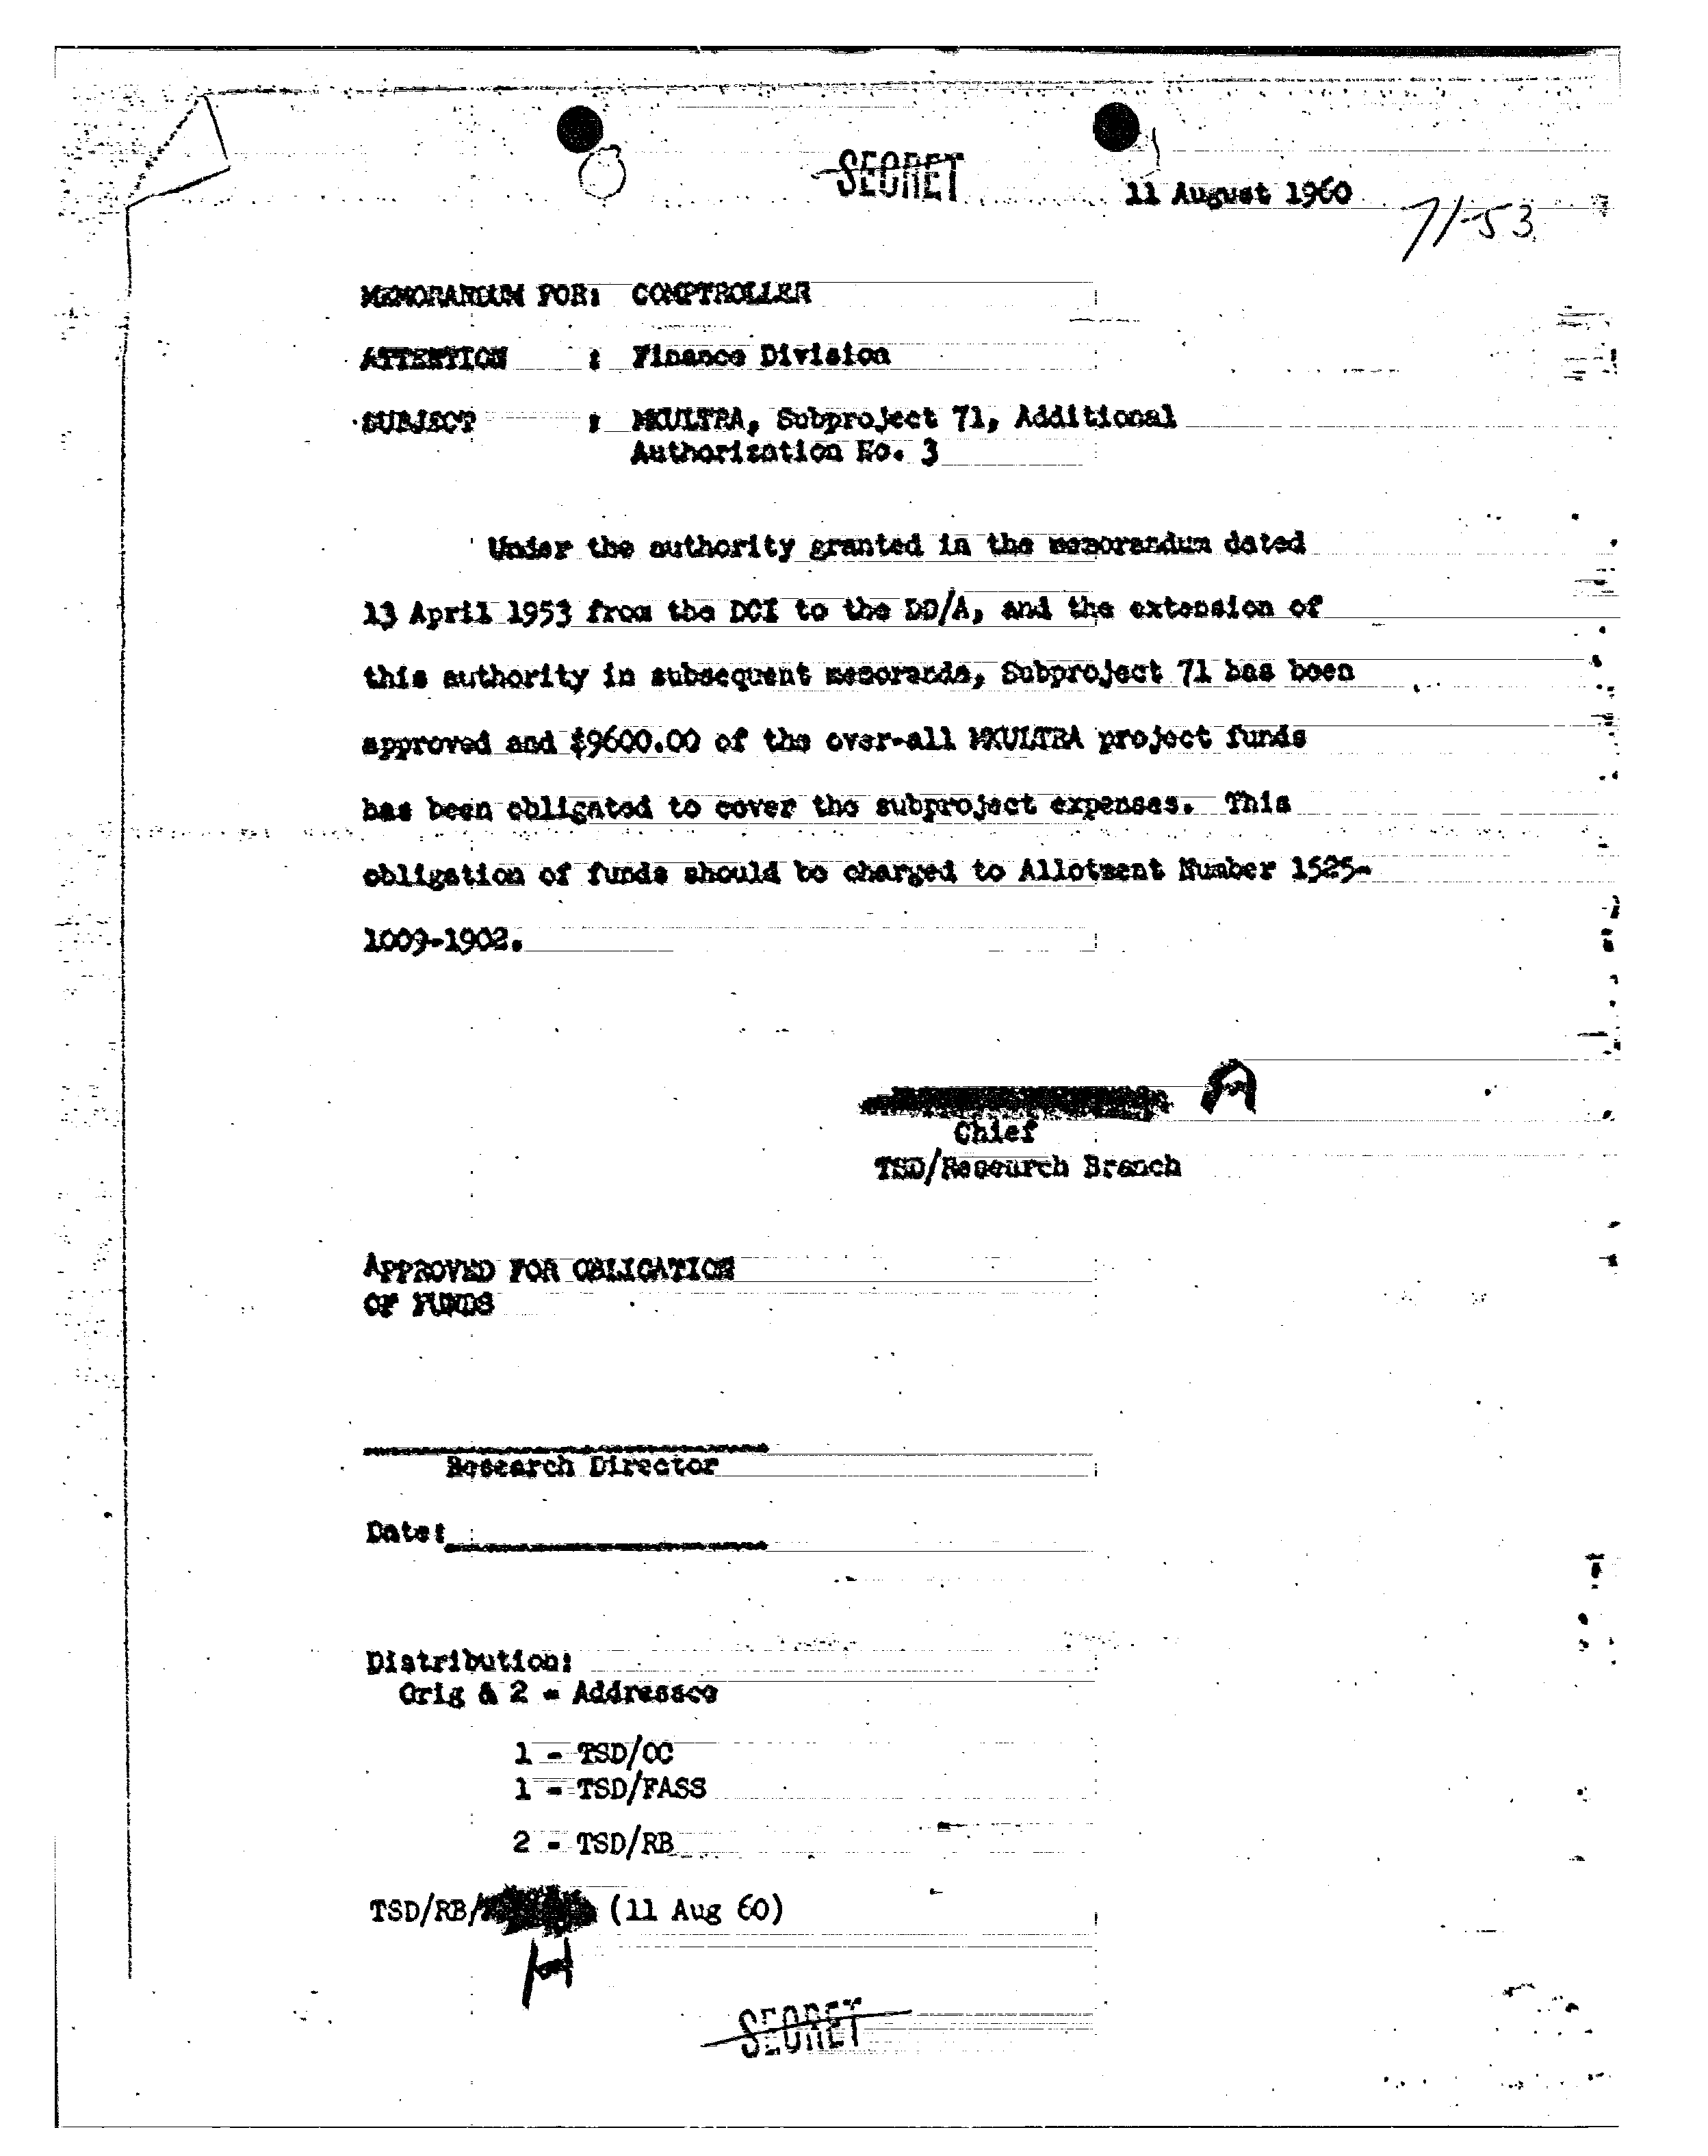 SECRET
11 August 1960
71-53
MEMORANDUM FOR: COMPTROLLER
ATTENTION : Finance Division
SUBJECT : MKULTRA, Subproject 71, Additional
Authorization No. 3
Under the authority granted in the memorandum dated
13 April 1953 from the DCI to the DD/A, and the extension of
this authority in subsequent memoranda, Subproject 71 has been
approved and $9600.00 of the over-all MKULTRA project funds
has been obligated to cover the subproject expenses. This
obligation of funds should be charged to Allotment Number 1525-
1009-1902.
A
Chief
TSD/Research Branch
APPROVED FOR OBLIGATION
OF FUNDS
Research Director
Date:
Distribution:
Orig & 2 - Addressee
1 - TSD/OC
1 - TSD/FASS
2 - TSD/RB
TSD/RB/ (11 Aug 60)
SECRET